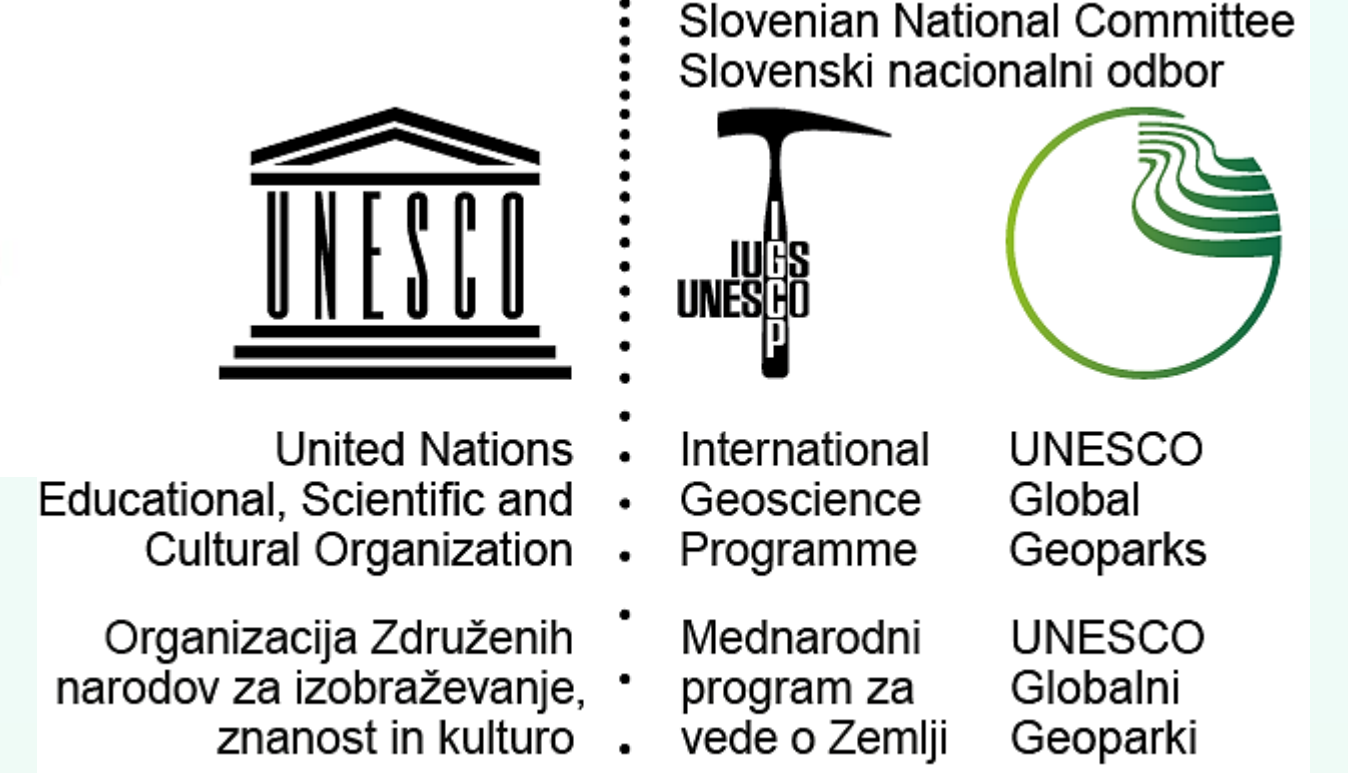 Slovenian National Committee
Slovenski nacionalni odbor
UNESCO
IUGS
UNESCO
IGCP
United Nations
Educational, Scientific and
Cultural Organization
Organizacija Združenih
narodov za izobraževanje,
znanost in kulturo
International
Geoscience
Programme
Mednarodni
program za
vede o Zemlji
UNESCO
Global
Geoparks
UNESCO
Globalni
Geoparki